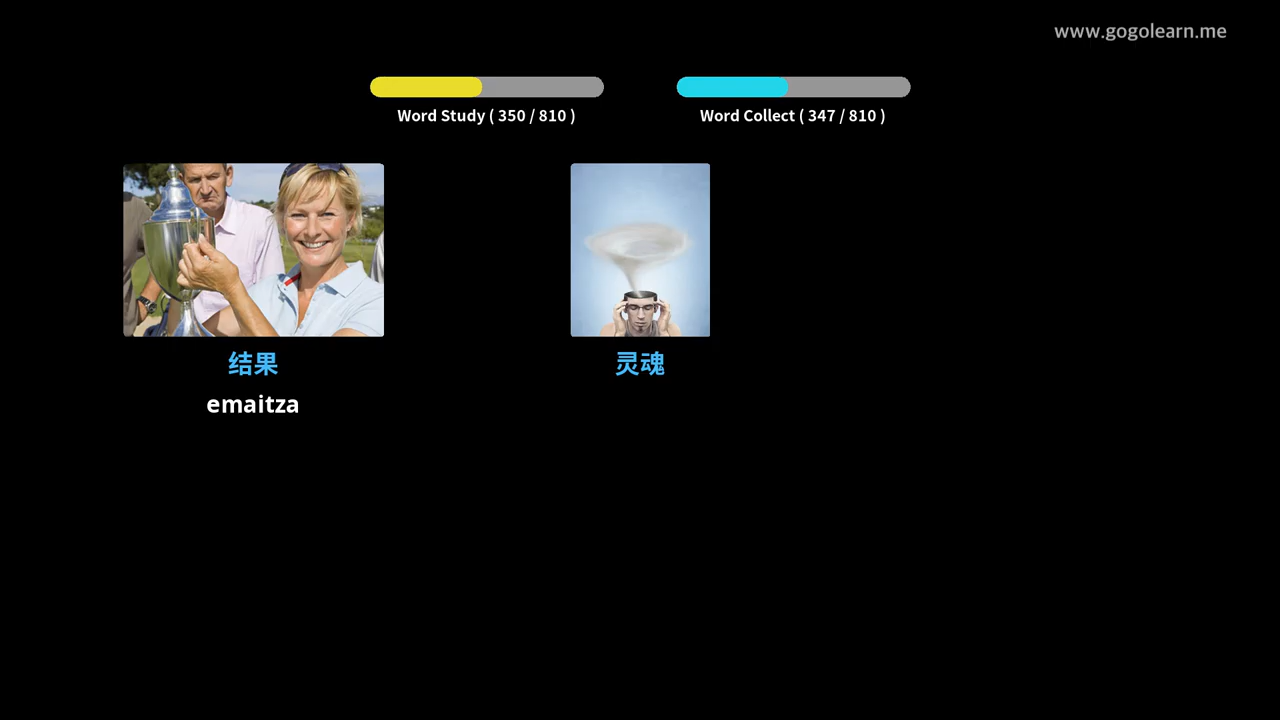 www.gogolearn.me
Word Study ( 350 / 810 )
Word Collect ( 347 / 810 )
结果
emaitza
灵魂